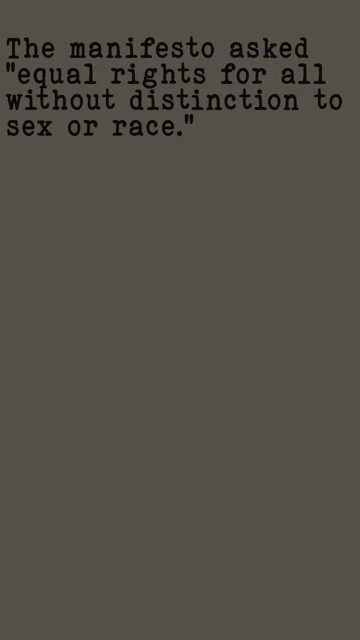 The manifesto asked
"equal rights for all
without distinction to
sex or race."